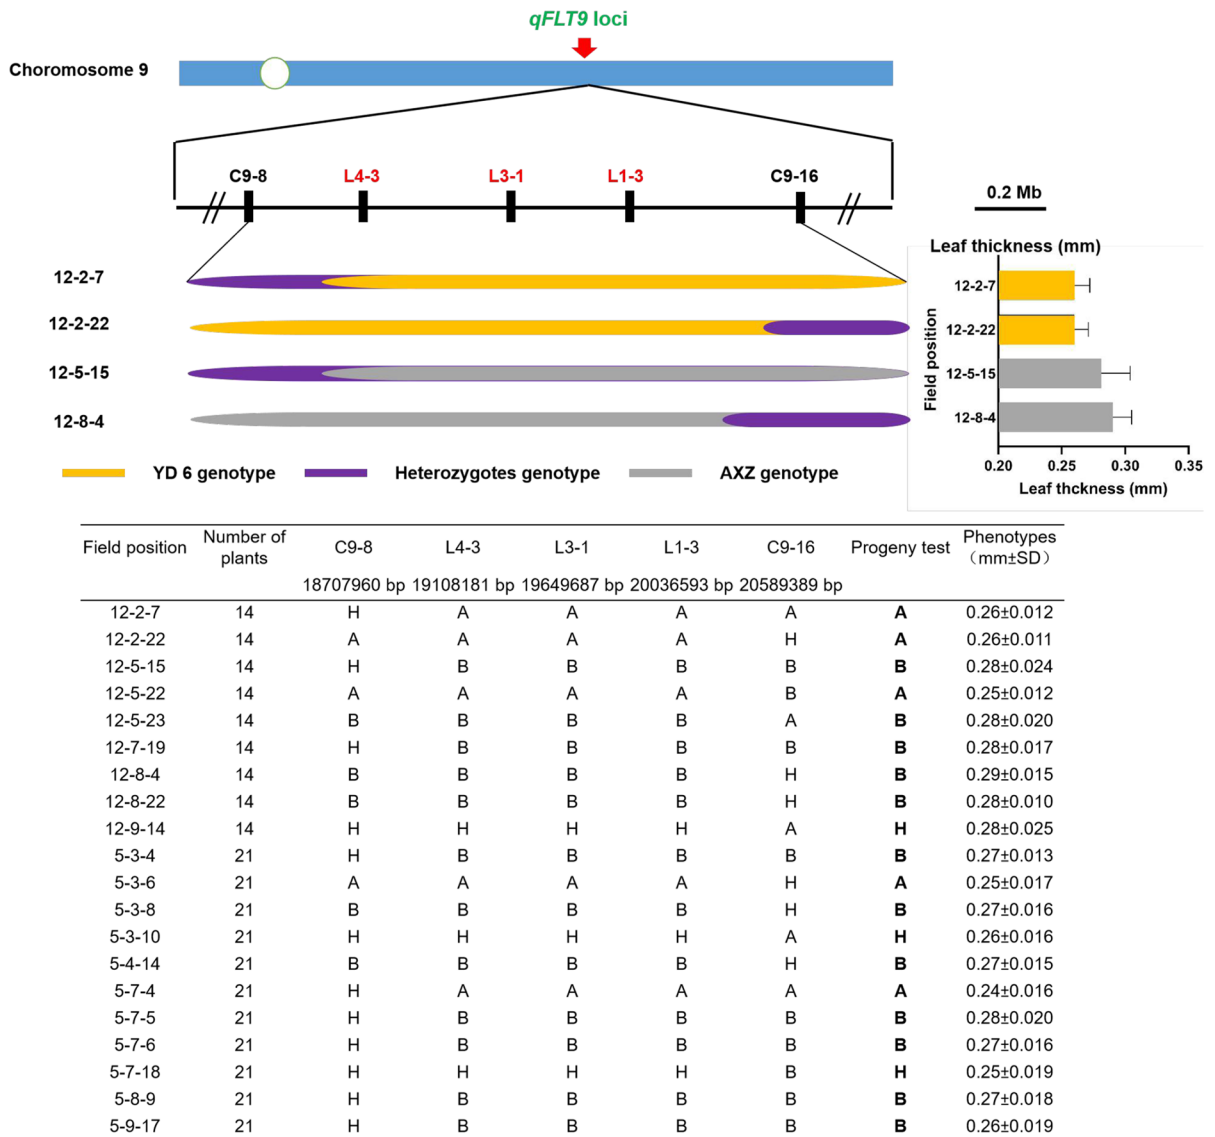 qFLT9 loci
Choromosome 9
C9-8 L4-3 L3-1 L1-3 C9-16
0.2 Mb
Leaf thickness (mm)
12-2-7
12-2-22
12-5-15
12-8-4
Field position
12-2-7
12-2-22
12-5-15
12-8-4
0.20 0.25 0.30 0.35
Leaf thckness (mm)
YD 6 genotype Heterozygotes genotype AXZ genotype
Field position Number of plants C9-8 L4-3 L3-1 L1-3 C9-16 Progeny test Phenotypes (mm±SD)
18707960 bp 19108181 bp 19649687 bp 20036593 bp 20589389 bp
12-2-7 14 H A A A A A 0.26±0.012
12-2-22 14 A A A A H A 0.26±0.011
12-5-15 14 H B B B B B 0.28±0.024
12-5-22 14 A A A A B A 0.25±0.012
12-5-23 14 B B B B A B 0.28±0.020
12-7-19 14 H B B B B B 0.28±0.017
12-8-4 14 B B B B H B 0.29±0.015
12-8-22 14 B B B B H B 0.28±0.010
12-9-14 14 H H H H A H 0.28±0.025
5-3-4 21 H B B B B B 0.27±0.013
5-3-6 21 A A A A H A 0.25±0.017
5-3-8 21 B B B B H B 0.27±0.016
5-3-10 21 H H H H A H 0.26±0.016
5-4-14 21 B B B B H B 0.27±0.015
5-7-4 21 H A A A A A 0.24±0.016
5-7-5 21 H B B B B B 0.28±0.020
5-7-6 21 H B B B B B 0.27±0.016
5-7-18 21 H H H H B H 0.25±0.019
5-8-9 21 H B B B B B 0.27±0.018
5-9-17 21 H B B B B B 0.26±0.019